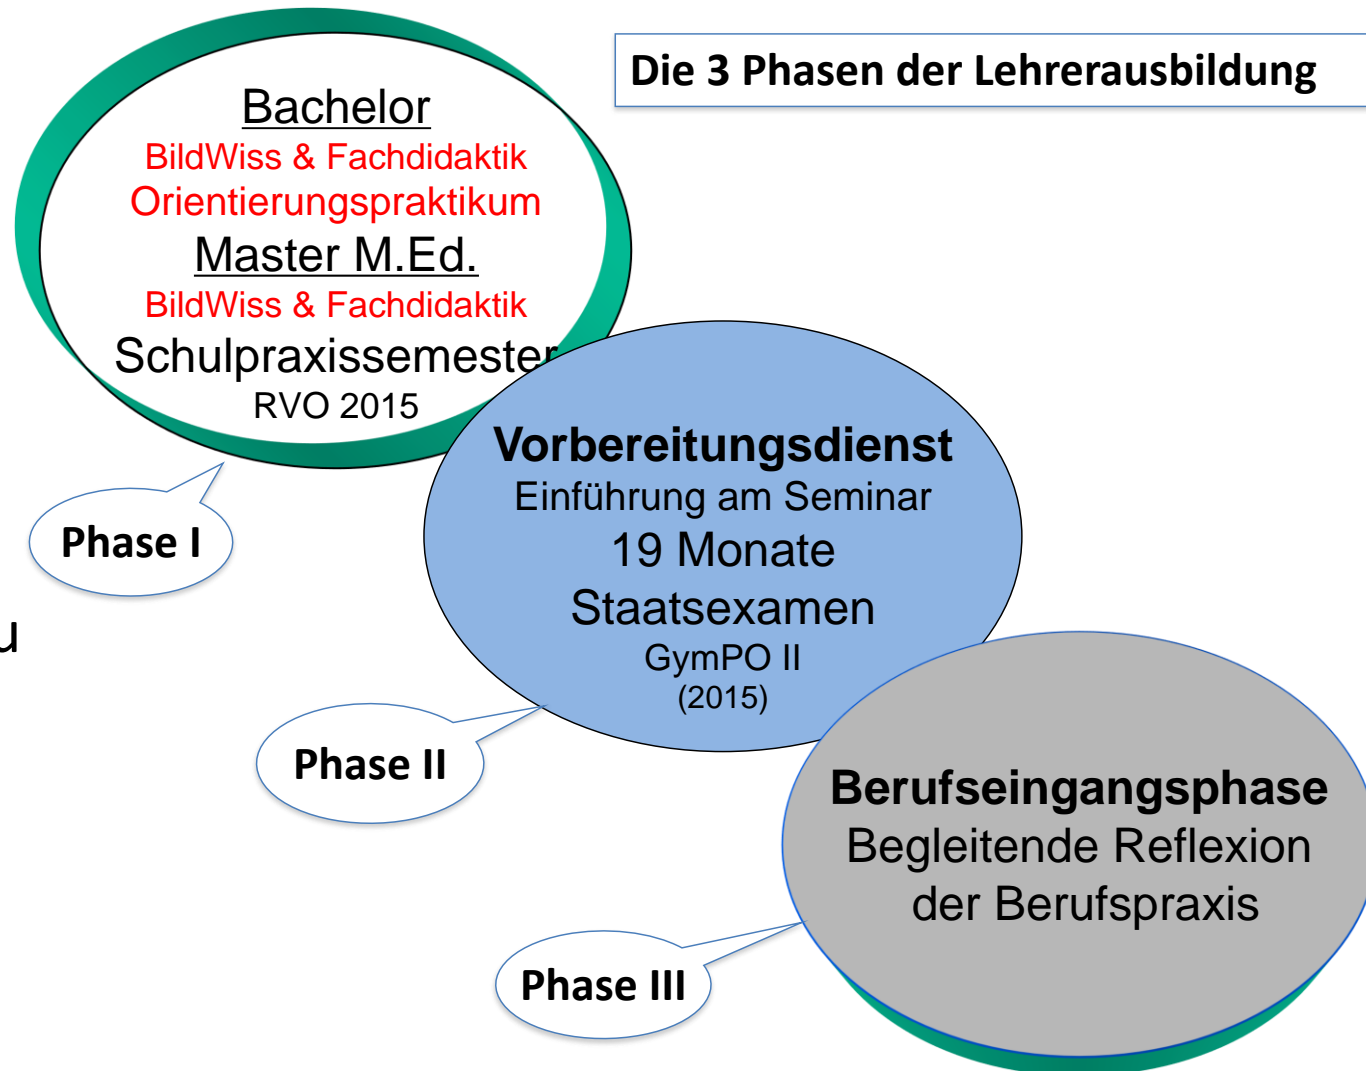 Die 3 Phasen der Lehrerausbildung
Bachelor
BildWiss & Fachdidaktik
Orientierungspraktikum
Master M.Ed.
BildWiss & Fachdidaktik
Schulpraxissemester
RVO 2015
Phase I
u
Vorbereitungsdienst
Einführung am Seminar
19 Monate
Staatsexamen
GymPO II
(2015)
Phase II
Berufseingangsphase
Begleitende Reflexion
der Berufspraxis
Phase III